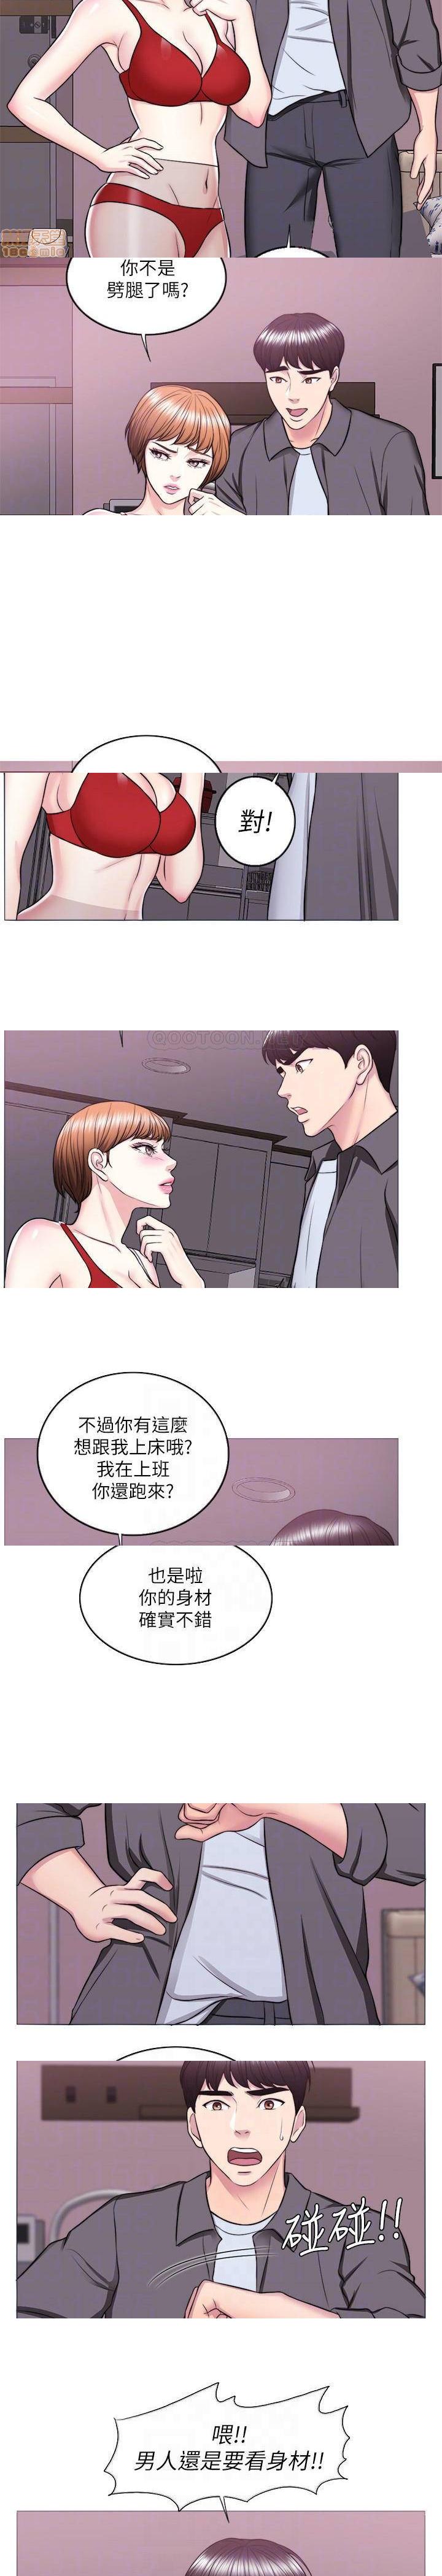 你不是
劈腿了嗎?
對!
不過你有這麼
想跟我上床哦?
我在上班
你還跑來?
也是啦
你的身材
確實不錯
碰碰!!
喂!!
男人還是要看身材!!